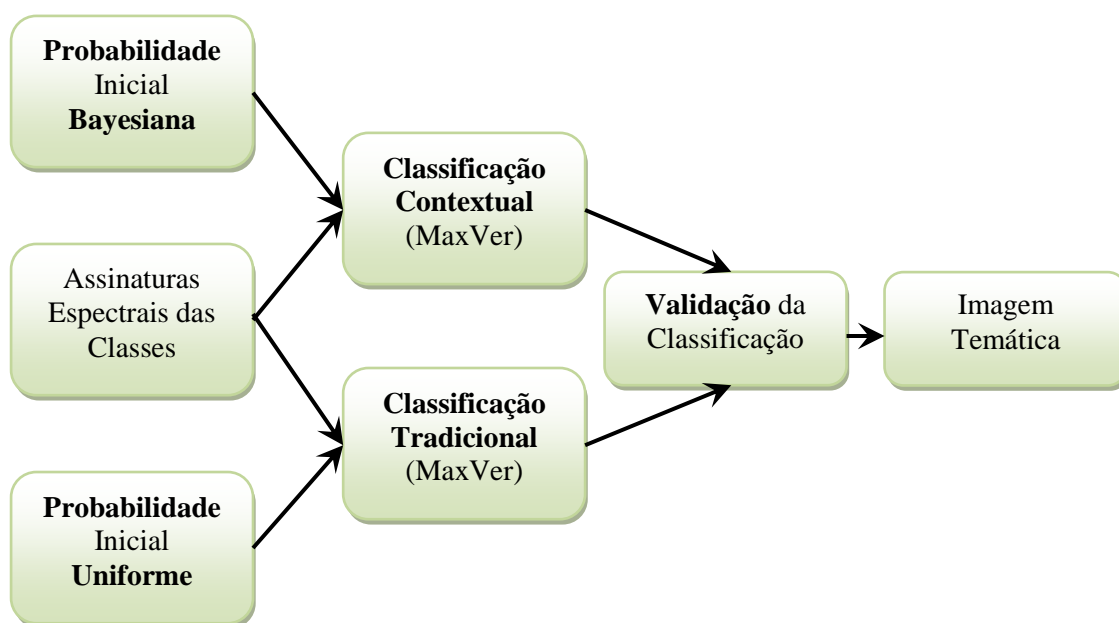 Probabilidade
Inicial
Bayesiana
Assinaturas
Espectrais das
Classes
Probabilidade
Inicial
Uniforme
Classificação
Contextual
(MaxVer)
Classificação
Tradicional
(MaxVer)
Validação da
Classificação
Imagem
Temática